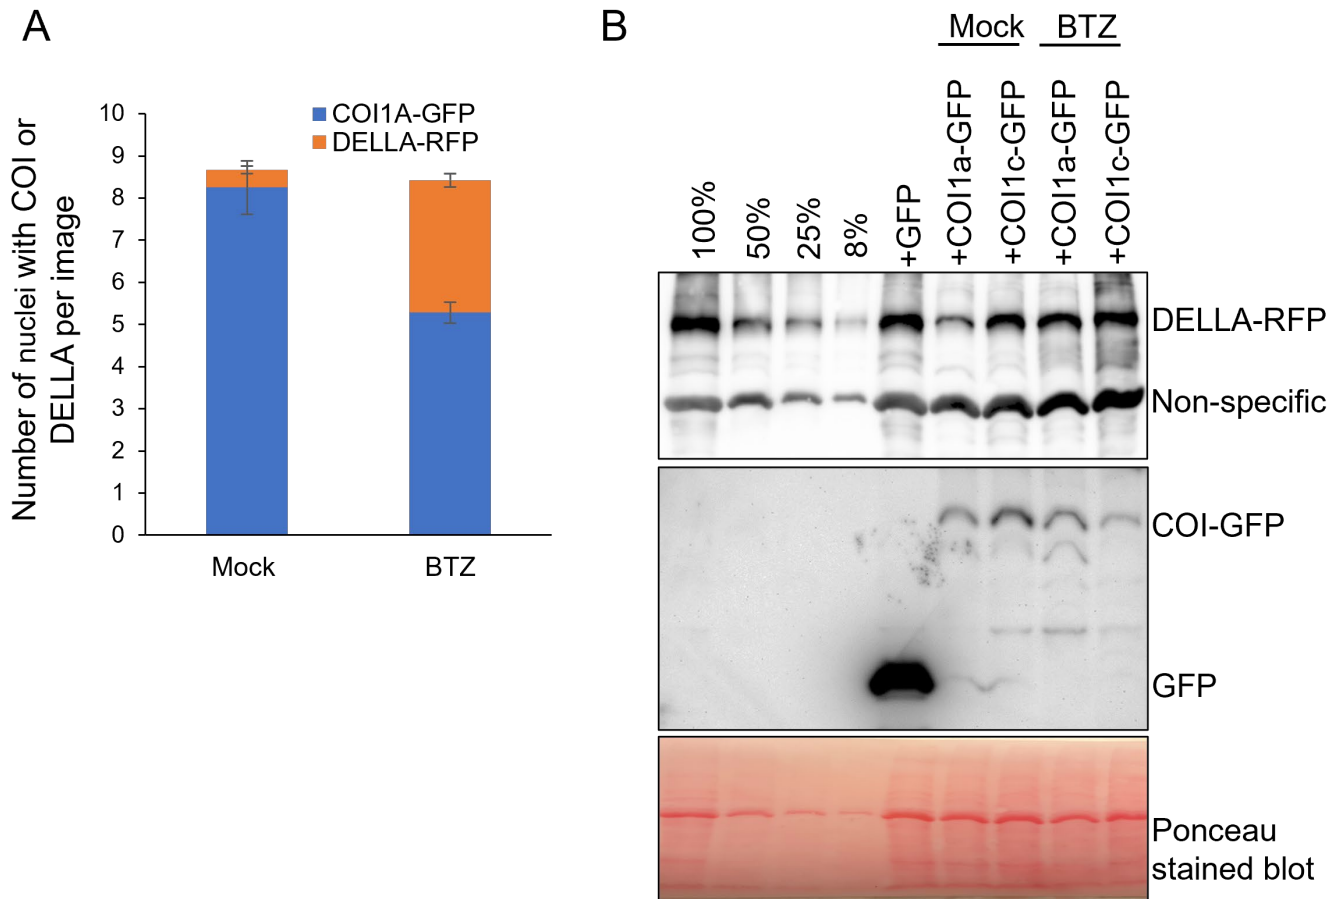 A
Number of nuclei with COI or
DELLA per image
10
9
8
7
6
5
4
3
2
1
0
COI1A-GFP
DELLA-RFP
Mock
BTZ
B
Mock
BTZ
100%
50%
25%
8%
+GFP
+COI1a-GFP
+COI1c-GFP
+COI1a-GFP
+COI1c-GFP
DELLA-RFP
Non-specific
COI-GFP
GFP
Ponceau
stained blot